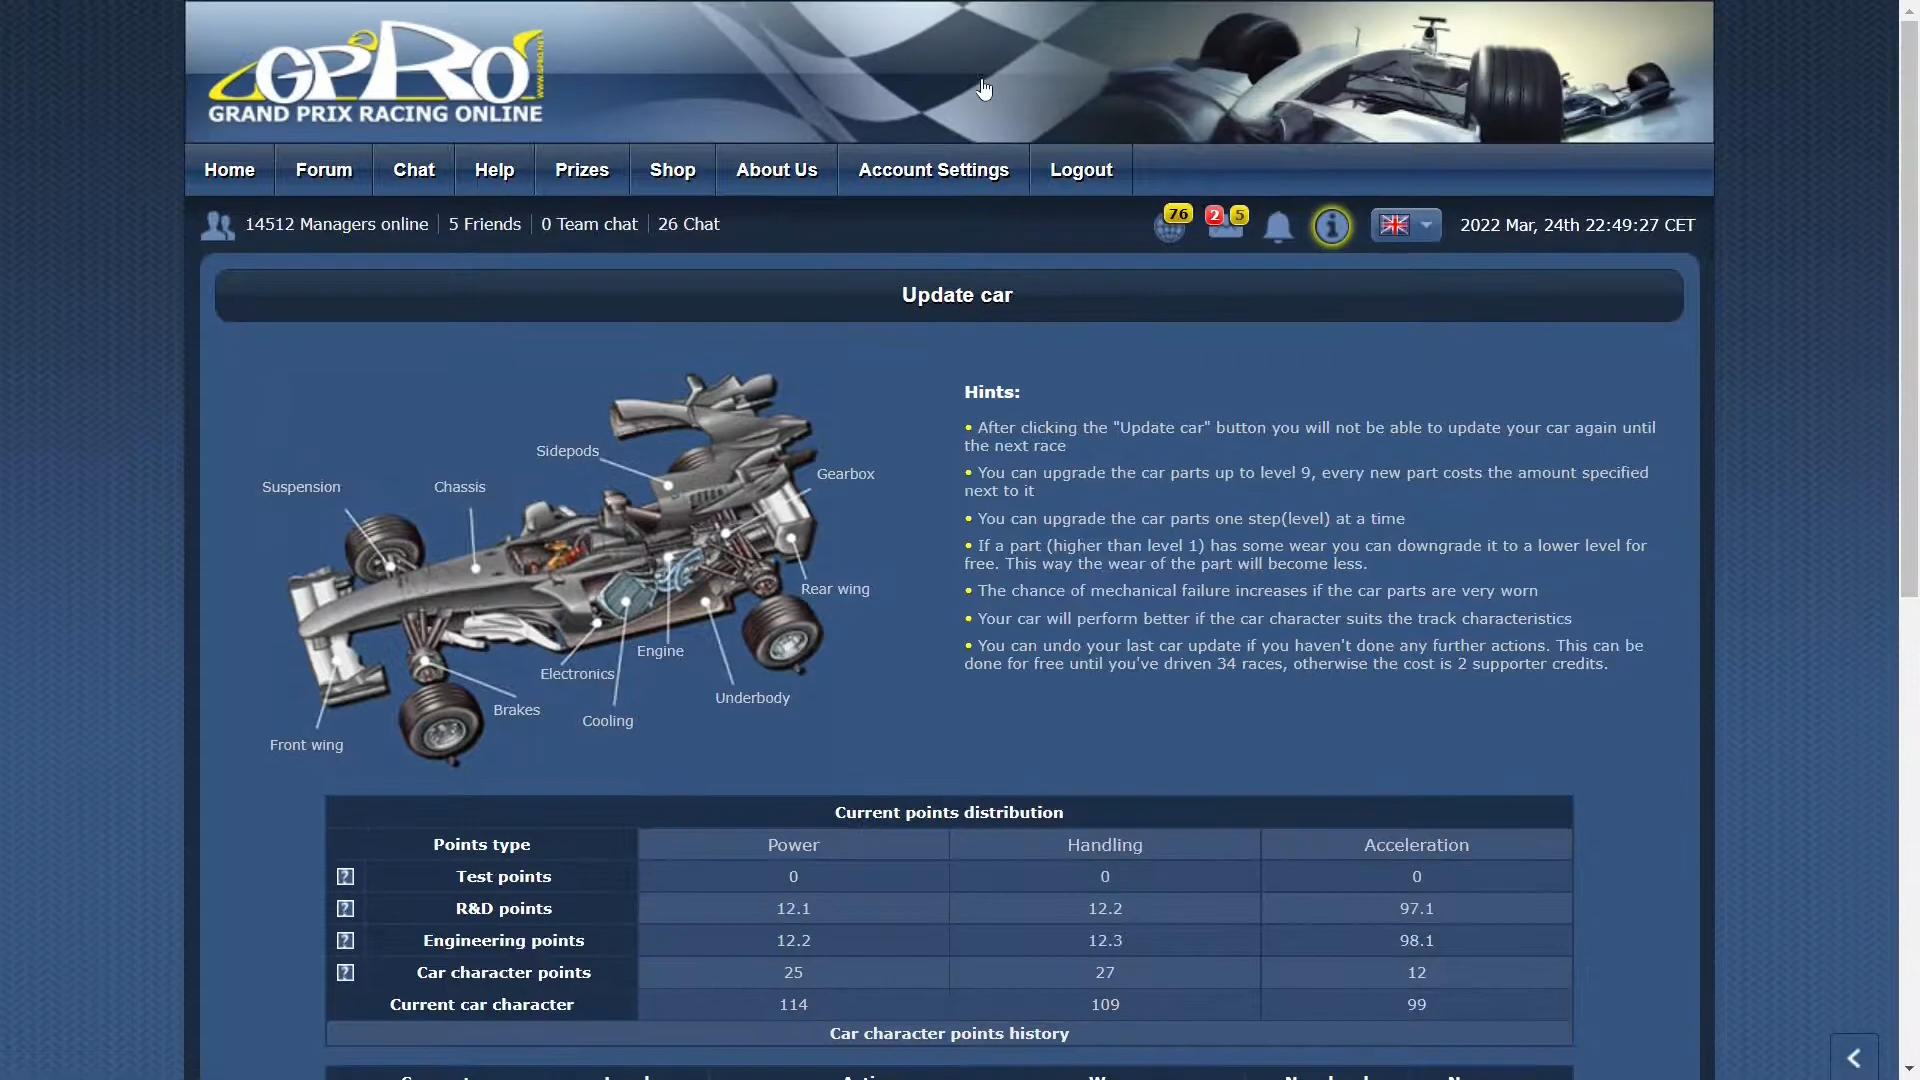 GPRO
WWW.GPRO.NET
GRAND PRIX RACING ONLINE
Home Forum Chat Help Prizes Shop About Us Account Settings Logout
14512 Managers online 5 Friends 0 Team chat 26 Chat 76 2 5 2022 Mar, 24th 22:49:27 CET
Update car
Suspension
Chassis
Sidepods
Gearbox
Rear wing
Engine
Electronics
Underbody
Brakes
Cooling
Front wing
Hints:
• After clicking the "Update car" button you will not be able to update your car again until
the next race
• You can upgrade the car parts up to level 9, every new part costs the amount specified
next to it
• You can upgrade the car parts one step(level) at a time
• If a part (higher than level 1) has some wear you can downgrade it to a lower level for
free. This way the wear of the part will become less.
• The chance of mechanical failure increases if the car parts are very worn
• Your car will perform better if the car character suits the track characteristics
• You can undo your last car update if you haven't done any further actions. This can be
done for free until you've driven 34 races, otherwise the cost is 2 supporter credits.
Current points distribution
Points type Power Handling Acceleration
? Test points 0 0 0
? R&D points 12.1 12.2 97.1
? Engineering points 12.2 12.3 98.1
? Car character points 25 27 12
Current car character 114 109 99
Car character points history